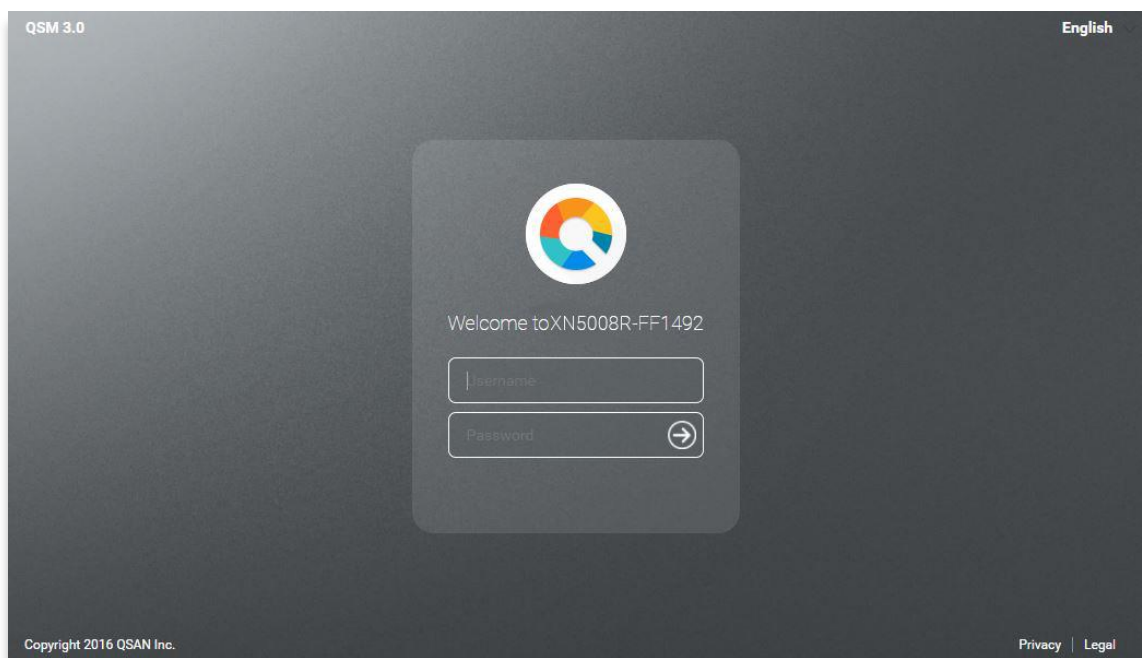 QSM 3.0
English
Welcome toXN5008R-FF1492
Username
Password
Copyright 2016 QSAN Inc.
Privacy | Legal